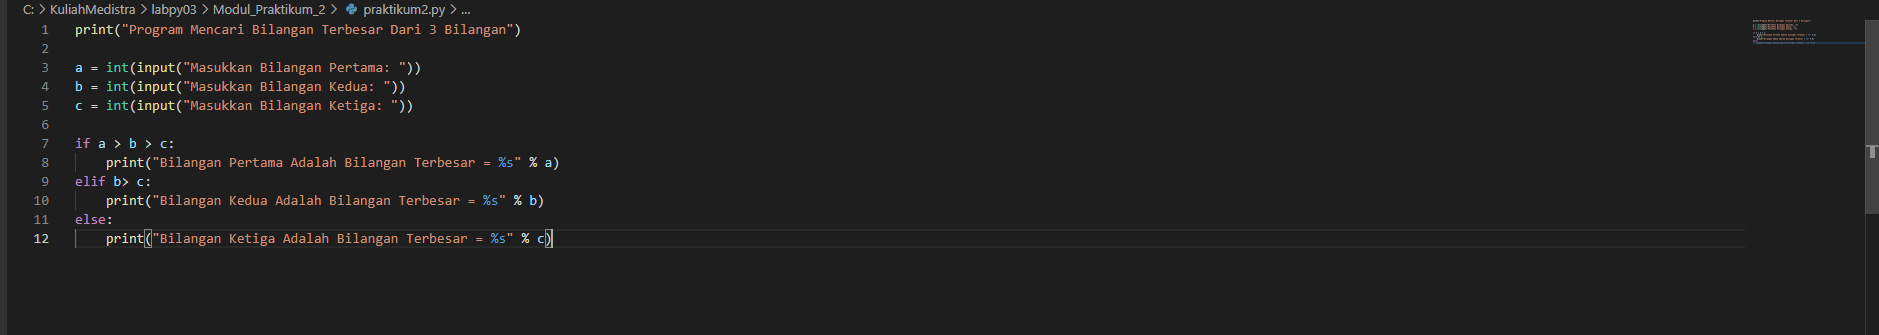 C: > KuliahMedistra > labpy03 > Modul_Praktikum_2 > praktikum2.py > ...
1 print("Program Mencari Bilangan Terbesar Dari 3 Bilangan")
2
3 a = int(input("Masukkan Bilangan Pertama: "))
4 b = int(input("Masukkan Bilangan Kedua: "))
5 c = int(input("Masukkan Bilangan Ketiga: "))
6
7 if a > b > c:
8     print("Bilangan Pertama Adalah Bilangan Terbesar = %s" % a)
9 elif b> c:
10     print("Bilangan Kedua Adalah Bilangan Terbesar = %s" % b)
11 else:
12     print("Bilangan Ketiga Adalah Bilangan Terbesar = %s" % c)